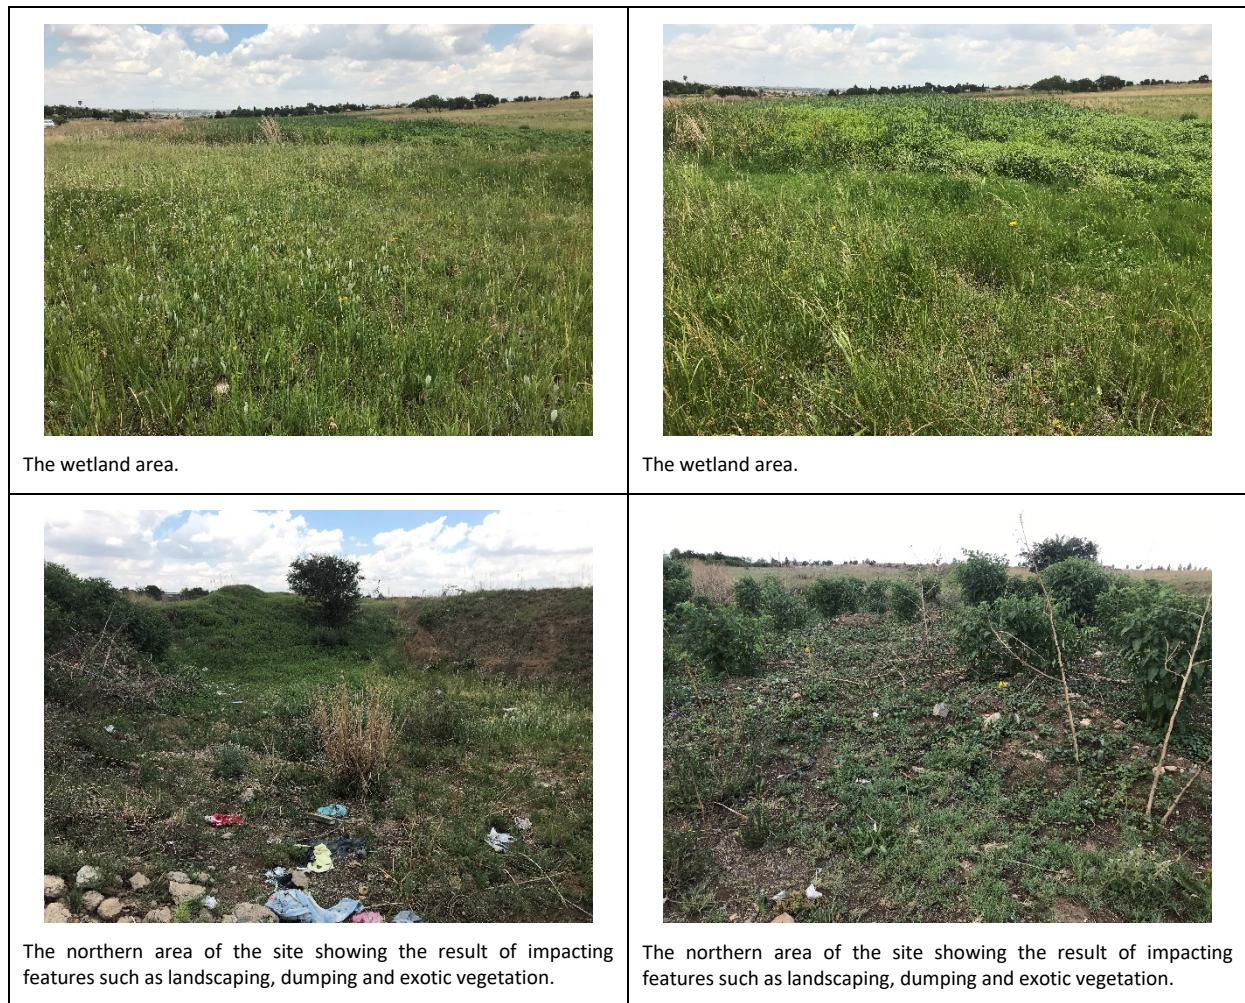 The wetland area.
The wetland area.
The northern area of the site showing the result of impacting
features such as landscaping, dumping and exotic vegetation.
The northern area of the site showing the result of impacting
features such as landscaping, dumping and exotic vegetation.